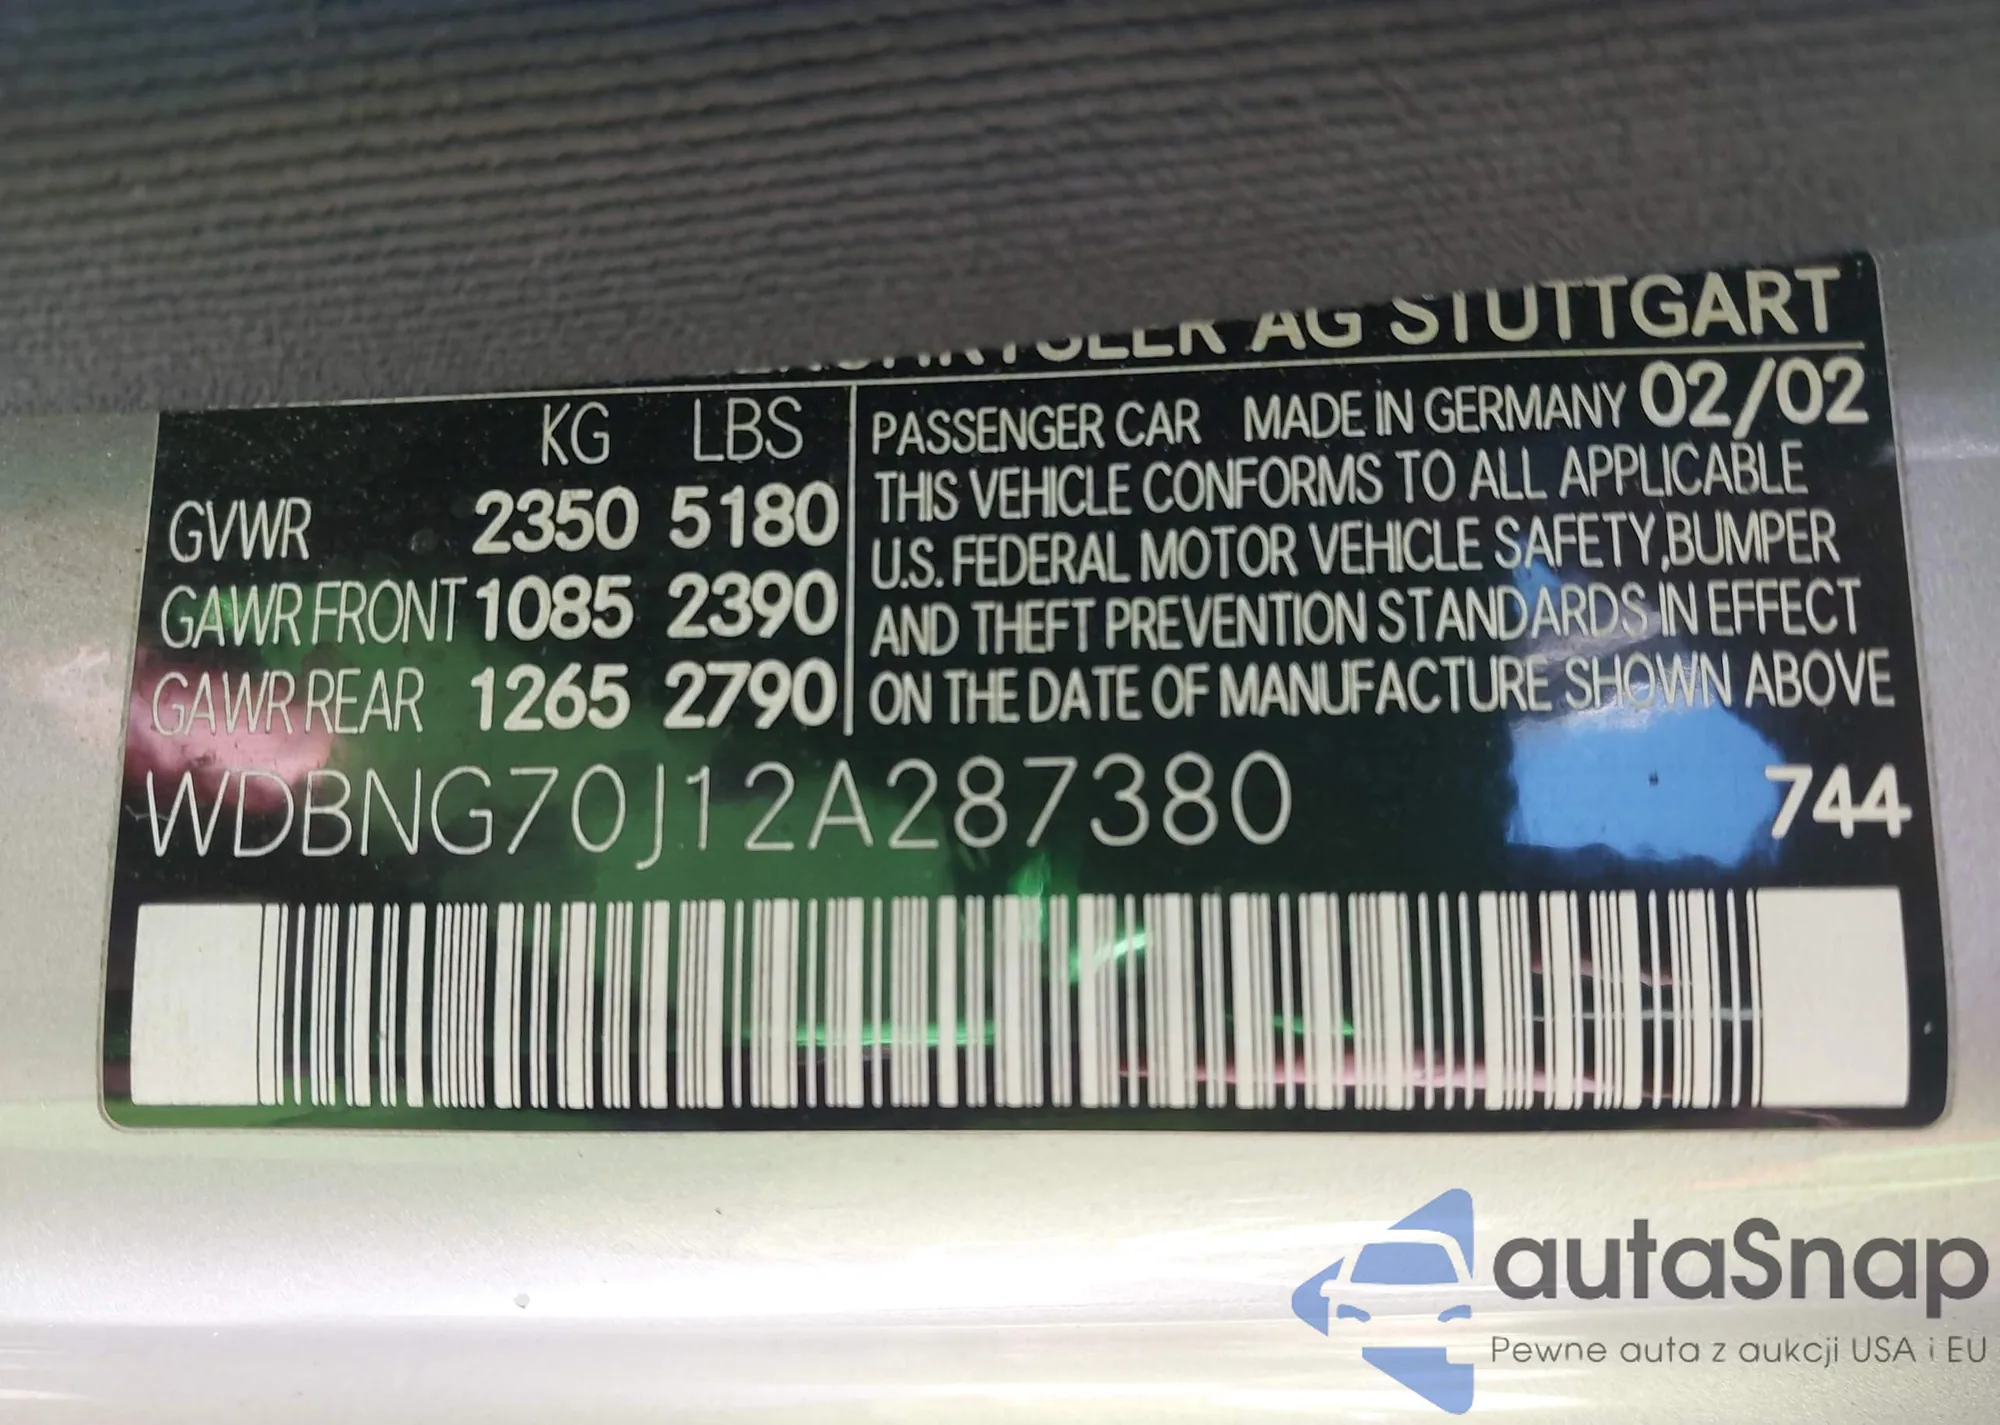 AG STUTTGART
KG LBS
GVWR 2350 5180
GAWR FRONT 1085 2390
GAWR REAR 1265 2790
PASSENGER CAR MADE IN GERMANY 02/02
THIS VEHICLE CONFORMS TO ALL APPLICABLE
U.S. FEDERAL MOTOR VEHICLE SAFETY,BUMPER
AND THEFT PREVENTION STANDARDS IN EFFECT
ON THE DATE OF MANUFACTURE SHOWN ABOVE
WDBNG70J12A287380
744
autaSnap
Pewne auta z aukcji USA i EU